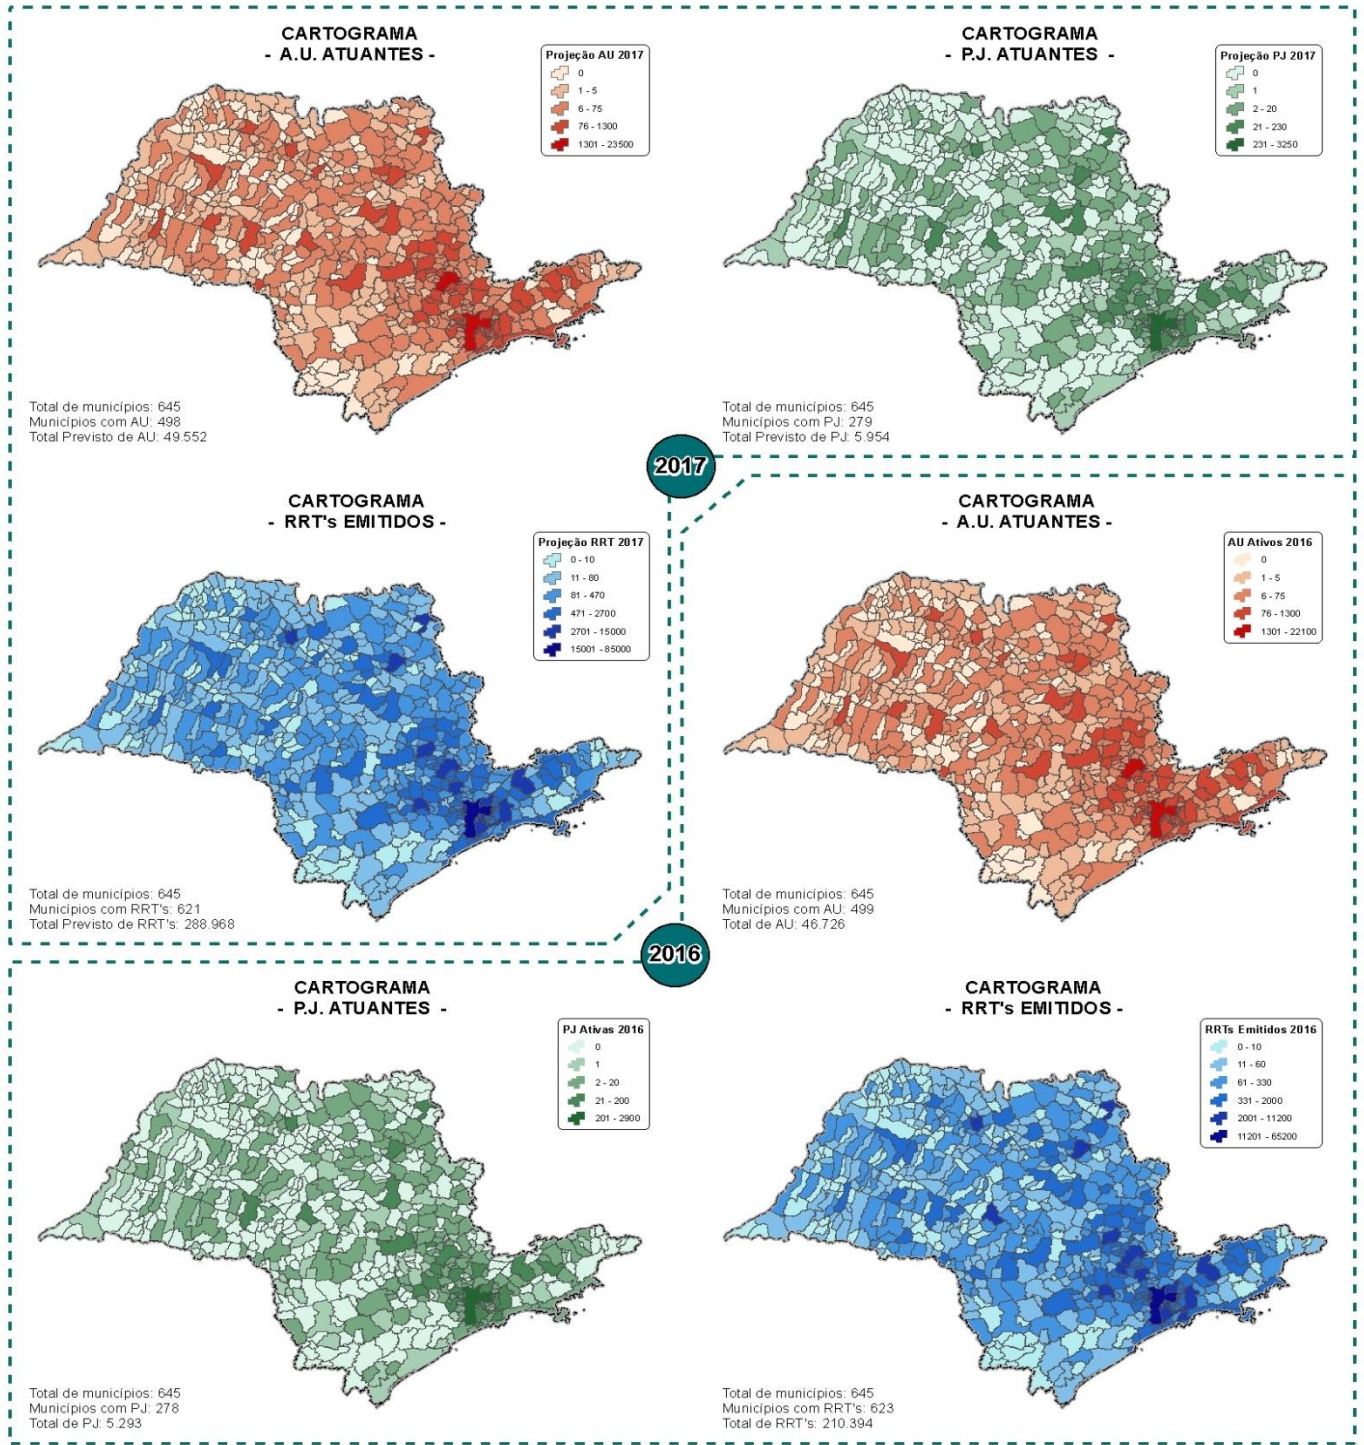 CARTOGRAMA
- A.U. ATUANTES -
Projeção AU 2017
0
1 - 5
6 - 75
76 - 1300
1301 - 23500
Total de municípios: 645
Municípios com AU: 498
Total Previsto de AU: 49.552
CARTOGRAMA
- P.J. ATUANTES -
Projeção PJ 2017
0
1
2 - 20
21 - 230
231 - 3250
Total de municípios: 645
Municípios com PJ: 279
Total Previsto de PJ: 5.954
2017
CARTOGRAMA
- RRT's EMITIDOS -
Projeção RRT 2017
0 - 10
11 - 80
81 - 470
471 - 2700
2701 - 15000
15001 - 85000
Total de municípios: 645
Municípios com RRT's: 621
Total Previsto de RRT's: 288.968
CARTOGRAMA
- A.U. ATUANTES -
AU Ativos 2016
0
1 - 5
6 - 75
76 - 1300
1301 - 22100
Total de municípios: 645
Municípios com AU: 499
Total de AU: 46.726
2016
CARTOGRAMA
- P.J. ATUANTES -
PJ Ativas 2016
0
1
2 - 20
21 - 200
201 - 2900
Total de municípios: 645
Municípios com PJ: 278
Total de PJ: 5.293
CARTOGRAMA
- RRT's EMITIDOS -
RRTs Emitidos 2016
0 - 10
11 - 60
61 - 330
331 - 2000
2001 - 11200
11201 - 65200
Total de municípios: 645
Municípios com RRT's: 623
Total de RRT's: 210.394